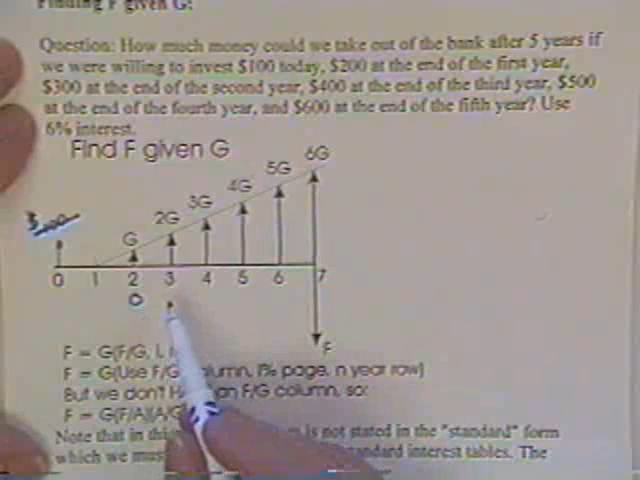 Finding F given G:
Question: How much money could we take out of the bank after 5 years if
we were willing to invest $100 today, $200 at the end of the first year,
$300 at the end of the second year, $400 at the end of the third year, $500
at the end of the fourth year, and $600 at the end of the fifth year? Use
6% interest.
Find F given G
6G
5G
4G
3G
2G
G
$100
0 1 2 3 4 5 6 7
0
F
F = G(F/G, i,
F = G(Use F/G column, i% page, n year row)
But we don't an F/G column, so:
F = G(F/A)(A/G
Note that in this is not stated in the "standard" form
which we must standard interest tables. The